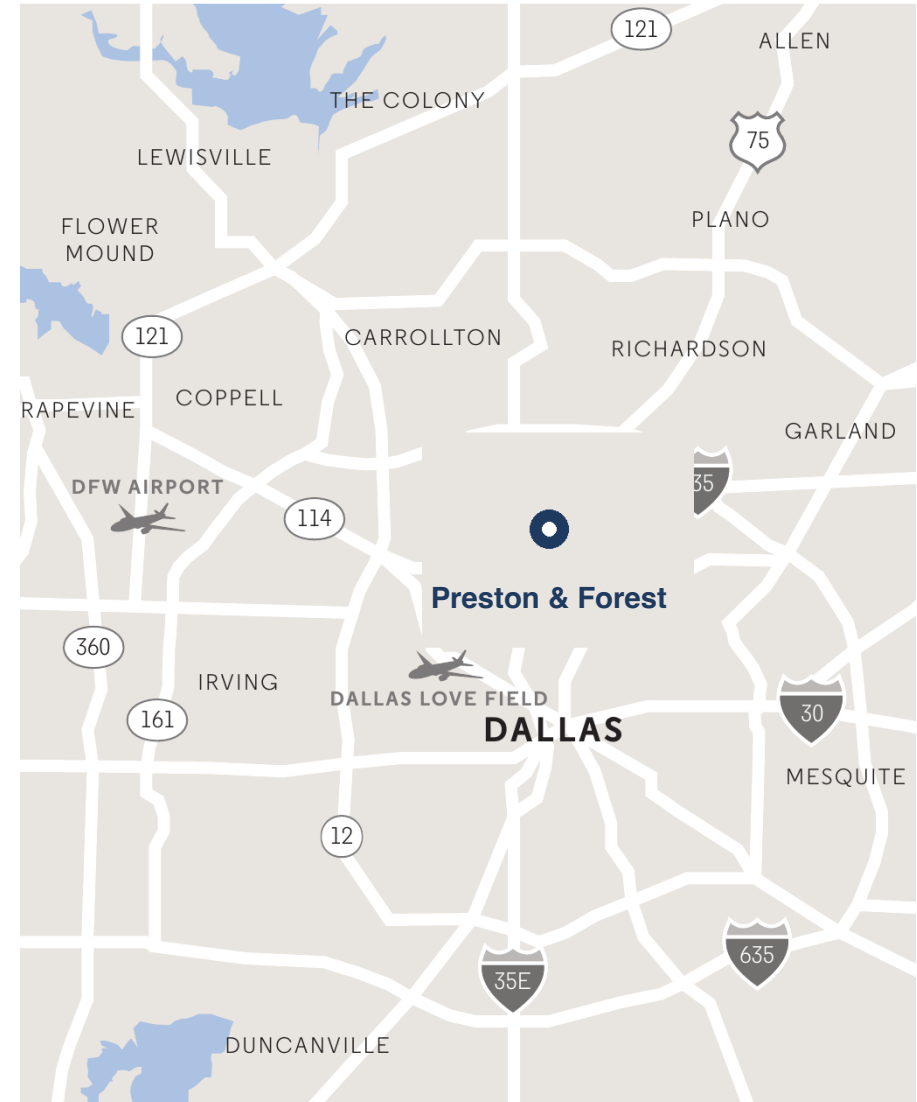 121
ALLEN
THE COLONY
75
LEWISVILLE
PLANO
FLOWER
MOUND
121
CARROLLTON
RICHARDSON
COPPELL
RAPEVINE
GARLAND
35
DFW AIRPORT
114
Preston & Forest
360
IRVING
DALLAS LOVE FIELD
161
30
DALLAS
MESQUITE
12
635
35E
DUNCANVILLE